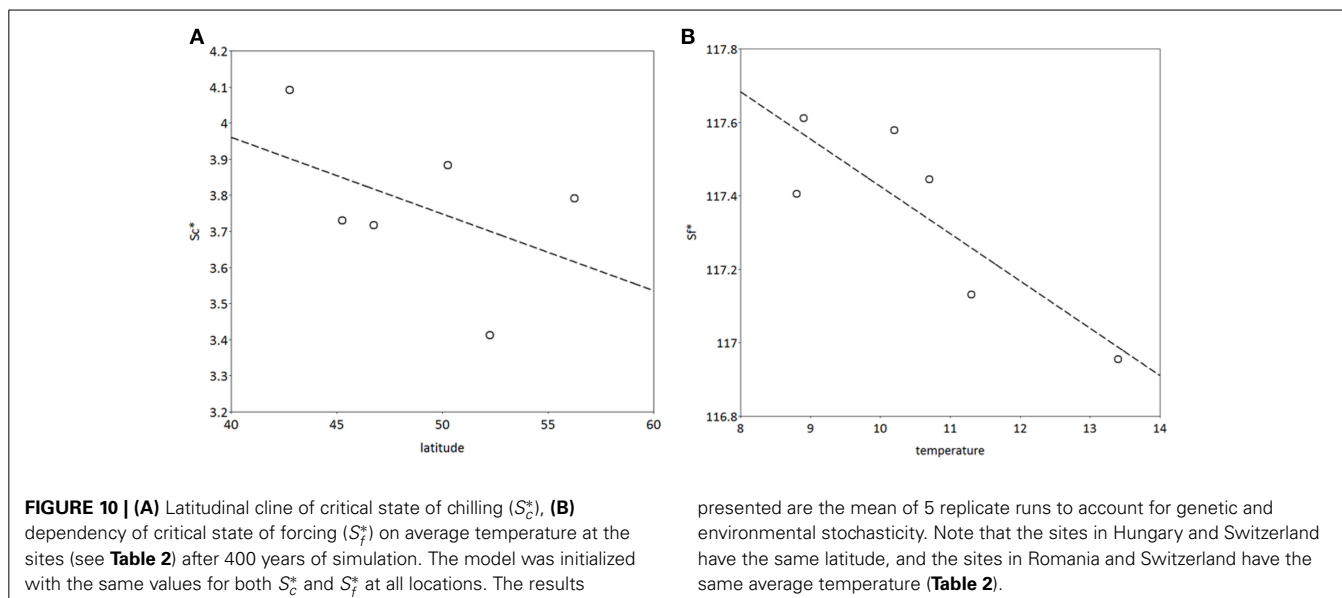 A
4.2
4.1
4
3.9
3.8
3.7
3.6
3.5
3.4
3.3
3.2
Sc*
40
45
50
55
60
latitude
B
117.8
117.6
117.4
117.2
117
116.8
Sf*
8
9
10
11
12
13
14
temperature
FIGURE 10 | (A) Latitudinal cline of critical state of chilling (S*c), (B)
dependency of critical state of forcing (S*f) on average temperature at the
sites (see Table 2) after 400 years of simulation. The model was initialized
with the same values for both S*c and S*f at all locations. The results
presented are the mean of 5 replicate runs to account for genetic and
environmental stochasticity. Note that the sites in Hungary and Switzerland
have the same latitude, and the sites in Romania and Switzerland have the
same average temperature (Table 2).